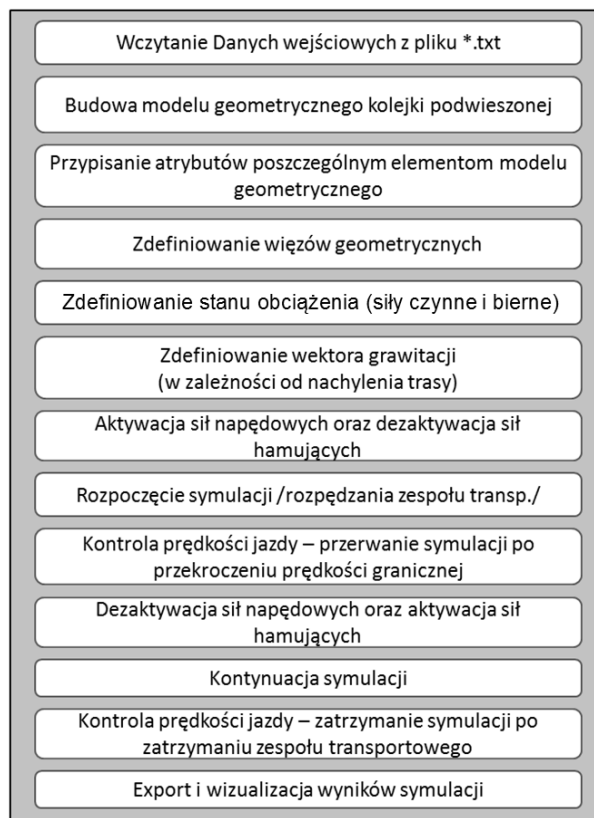 Wczytanie Danych wejściowych z pliku *.txt
Budowa modelu geometrycznego kolejki podwieszonej
Przypisanie atrybutów poszczególnym elementom modelu
geometrycznego
Zdefiniowanie więzów geometrycznych
Zdefiniowanie stanu obciążenia (siły czynne i bierne)
Zdefiniowanie wektora grawitacji
(w zależności od nachylenia trasy)
Aktywacja sił napędowych oraz dezaktywacja sił
hamujących
Rozpoczęcie symulacji /rozpędzania zespołu transp./
Kontrola prędkości jazdy – przerwanie symulacji po
przekroczeniu prędkości granicznej
Dezaktywacja sił napędowych oraz aktywacja sił
hamujących
Kontynuacja symulacji
Kontrola prędkości jazdy – zatrzymanie symulacji po
zatrzymaniu zespołu transportowego
Export i wizualizacja wyników symulacji